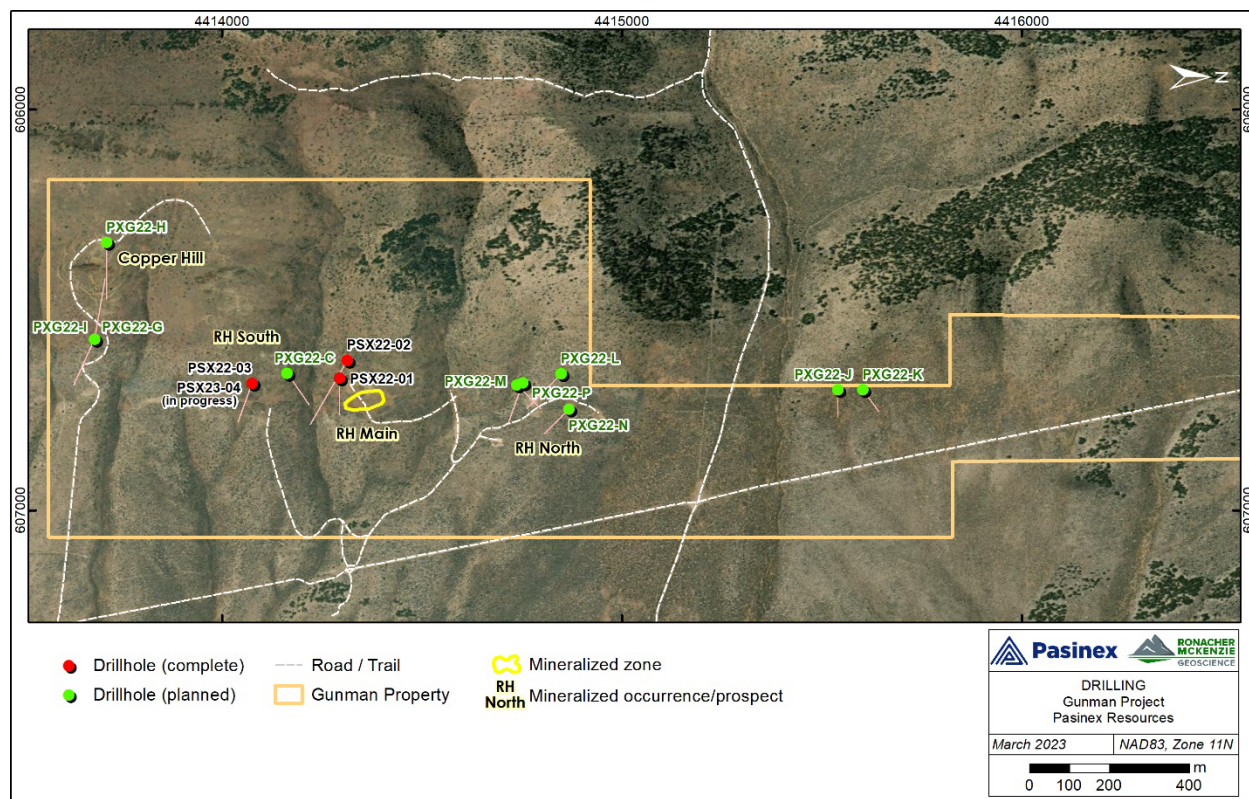 4414000
4415000
4416000
606000
606000
N
PXG22-H
Copper Hill
PXG22-I
PXG22-G
RH South
PSX22-02
PSX22-03
PXG22-C
PSX22-01
PSX23-04
(in progress)
RH Main
PXG22-L
PXG22-M
PXG22-P
PXG22-N
RH North
PXG22-J
PXG22-K
607000
607000
Drillhole (complete)
Drillhole (planned)
Road / Trail
Gunman Property
Mineralized zone
RH
North
Mineralized occurrence/prospect
Pasinex
RONACHER
MCKENZIE
GEOSCIENCE
DRILLING
Gunman Project
Pasinex Resources
March 2023
NAD83, Zone 11N
m
0 100 200 400